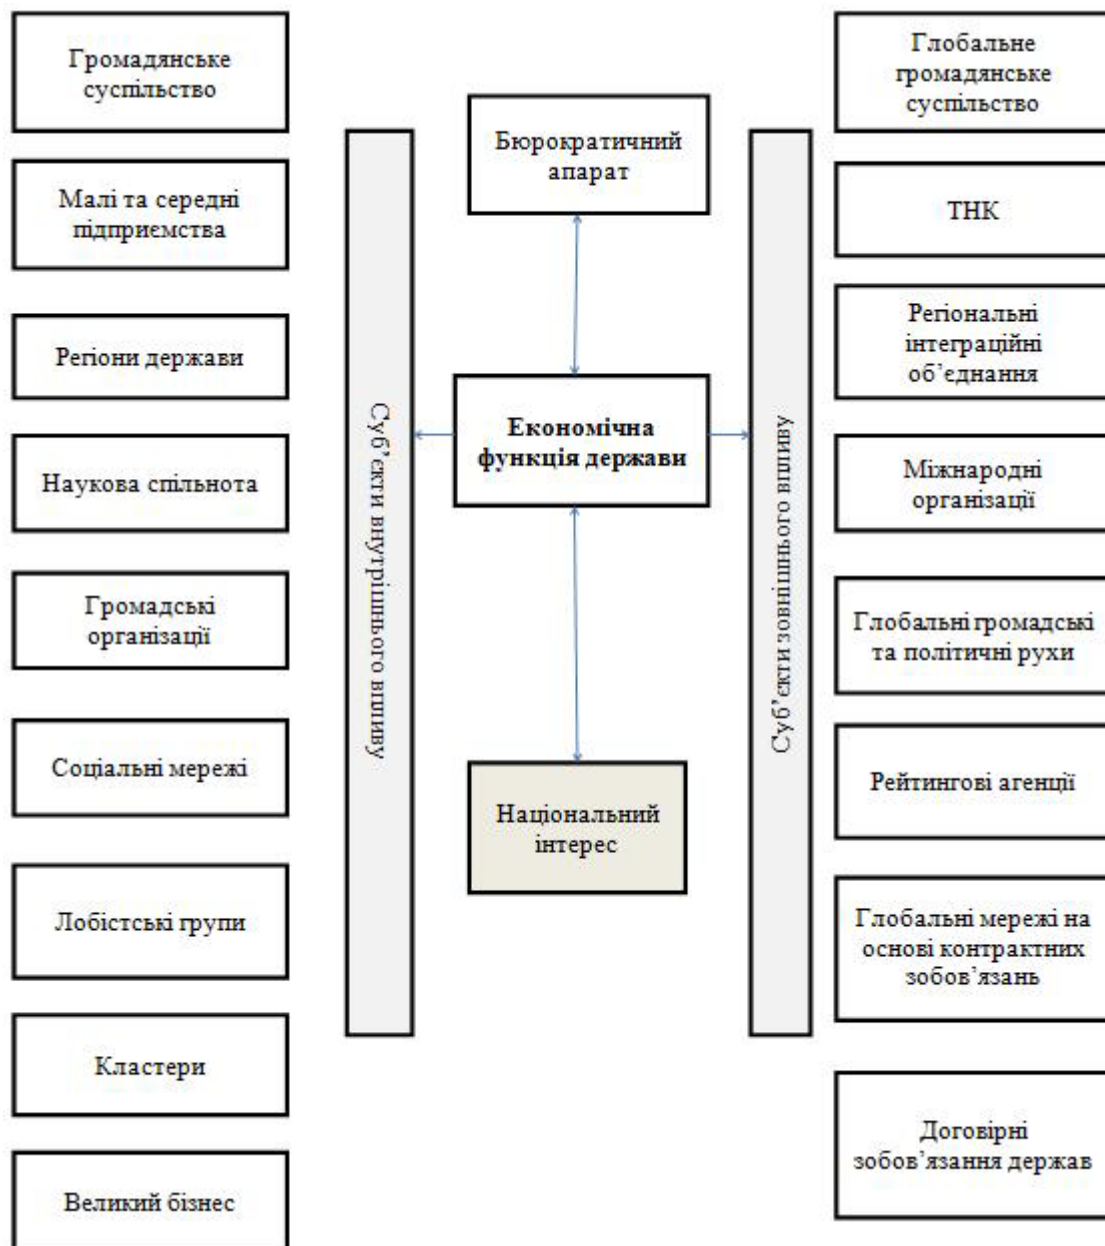 Громадянське
суспільство
Малі та середні
підприємства
Регіони держави
Наукова спільнота
Громадські
організації
Соціальні мережі
Лобістські групи
Кластери
Великий бізнес
Суб’єкти внутрішнього впливу
Бюрократичний
апарат
Економічна
функція держави
Національний
інтерес
Суб’єкти зовнішнього впливу
Глобальне
громадянське
суспільство
ТНК
Регіональні
інтеграційні
об’єднання
Міжнародні
організації
Глобальні громадські
та політичні рухи
Рейтингові агенції
Глобальні мережі на
основі контрактних
зобов’язань
Договірні
зобов’язання держав